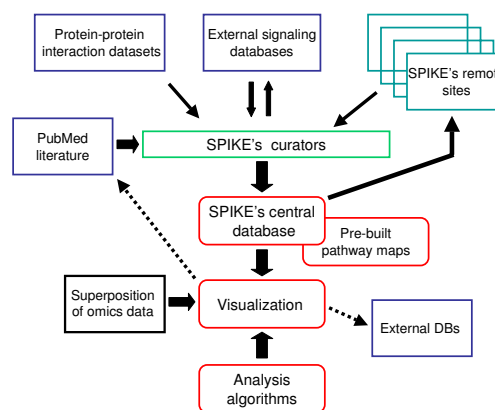 Protein-protein
interaction datasets
External signaling
databases
SPIKE's remote
sites
PubMed
literature
SPIKE's curators
SPIKE's central
database
Pre-built
pathway maps
Superposition
of omics data
Visualization
External DBs
Analysis
algorithms